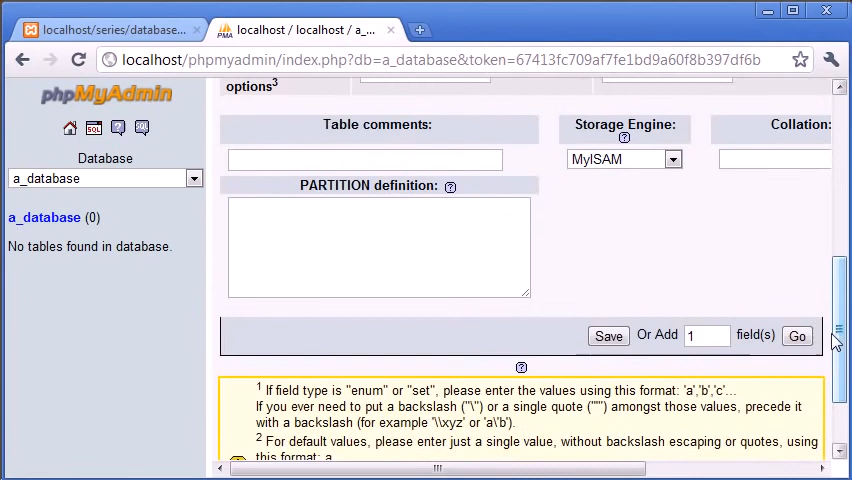 localhost/series/database...
localhost / localhost / a_...
localhost/phpmyadmin/index.php?db=a_database&token=67413fc709af7fe1bd9a60f8b397df6b
phpMyAdmin
options3
Table comments:
Storage Engine:
Collation:
Database
MyISAM
a_database
PARTITION definition:
a_database (0)
No tables found in database.
Save
Or Add
1
field(s)
Go
1 If field type is "enum" or "set", please enter the values using this format: 'a','b','c'...
If you ever need to put a backslash ("\") or a single quote ("'") amongst those values, precede it
with a backslash (for example '\\xyz' or 'a\'b').
2 For default values, please enter just a single value, without backslash escaping or quotes, using
this format: a